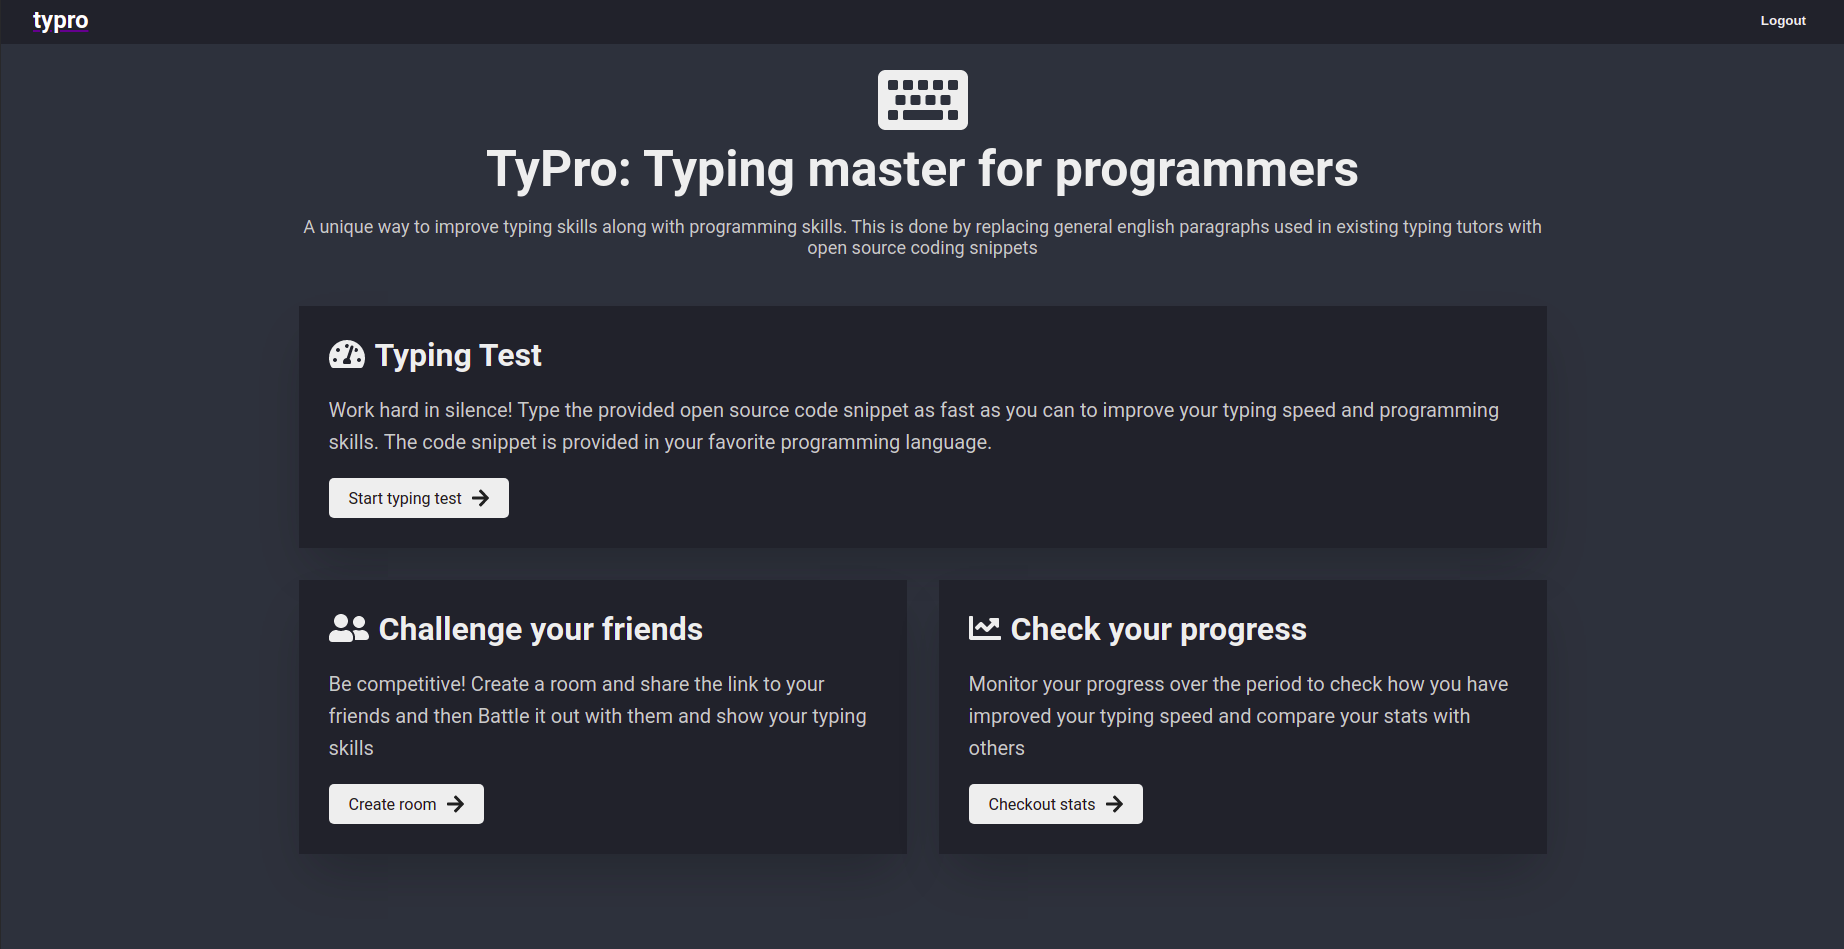 typro
Logout
TyPro: Typing master for programmers
A unique way to improve typing skills along with programming skills. This is done by replacing general english paragraphs used in existing typing tutors with
open source coding snippets
Typing Test
Work hard in silence! Type the provided open source code snippet as fast as you can to improve your typing speed and programming
skills. The code snippet is provided in your favorite programming language.
Start typing test
Challenge your friends
Be competitive! Create a room and share the link to your
friends and then Battle it out with them and show your typing
skills
Create room
Check your progress
Monitor your progress over the period to check how you have
improved your typing speed and compare your stats with
others
Checkout stats